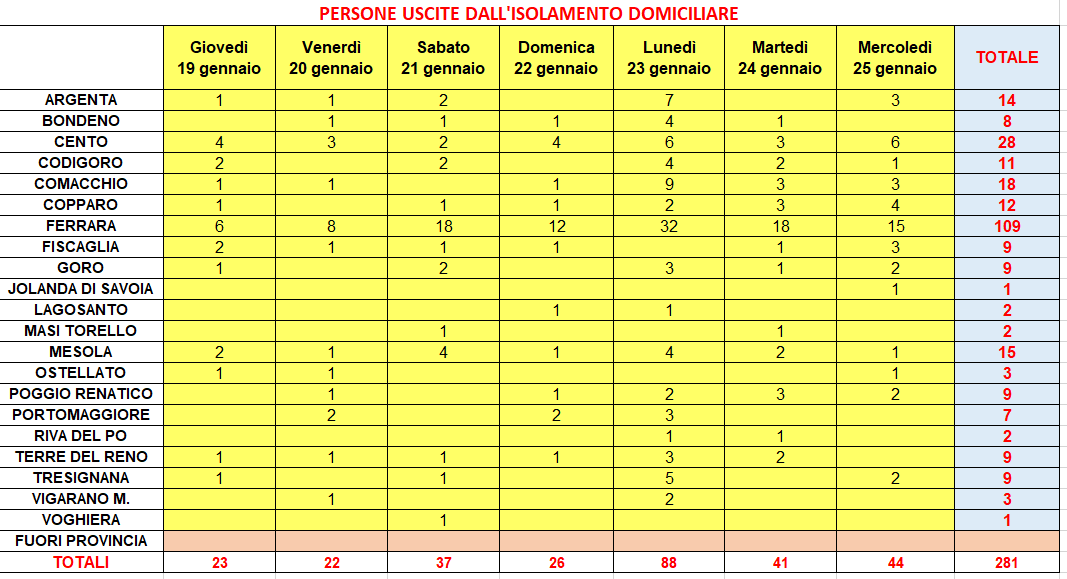 PERSONE USCITE DALL'ISOLAMENTO DOMICILIARE
Giovedì 19 gennaio Venerdì 20 gennaio Sabato 21 gennaio Domenica 22 gennaio Lunedì 23 gennaio Martedì 24 gennaio Mercoledì 25 gennaio TOTALE
ARGENTA 1 1 2 7 3 14
BONDENO 1 1 1 4 1 8
CENTO 4 3 2 4 6 3 6 28
CODIGORO 2 2 4 2 1 11
COMACCHIO 1 1 1 9 3 3 18
COPPARO 1 1 1 2 3 4 12
FERRARA 6 8 18 12 32 18 15 109
FISCAGLIA 2 1 1 1 1 3 9
GORO 1 2 3 1 2 9
JOLANDA DI SAVOIA 1 1
LAGOSANTO 1 1 2
MASI TORELLO 1 1 2
MESOLA 2 1 4 1 4 2 1 15
OSTELLATO 1 1 1 3
POGGIO RENATICO 1 1 2 3 2 9
PORTOMAGGIORE 2 2 3 7
RIVA DEL PO 1 1 2
TERRE DEL RENO 1 1 1 1 3 2 9
TRESIGNANA 1 1 5 2 9
VIGARANO M. 1 2 3
VOGHIERA 1 1
FUORI PROVINCIA
TOTALI 23 22 37 26 88 41 44 281